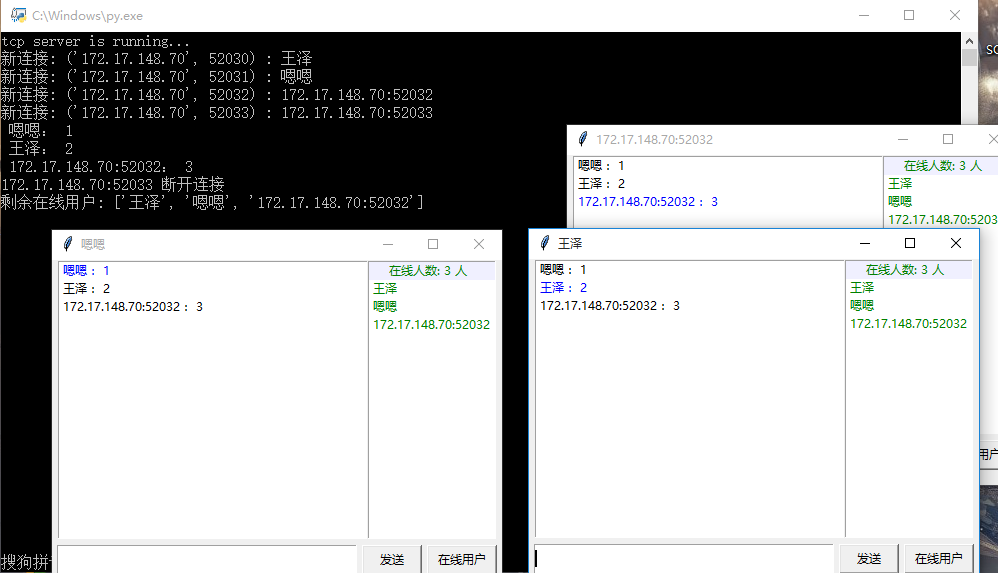 C:\Windows\py.exe
tcp server is running...
新连接: ('172.17.148.70', 52030) : 王泽
新连接: ('172.17.148.70', 52031) : 嗯嗯
新连接: ('172.17.148.70', 52032) : 172.17.148.70:52032
新连接: ('172.17.148.70', 52033) : 172.17.148.70:52033
嗯嗯： 1
王泽： 2
172.17.148.70:52032： 3
172.17.148.70:52033 断开连接
剩余在线用户: ['王泽', '嗯嗯', '172.17.148.70:52032']
搜狗拼
172.17.148.70:52032
嗯嗯： 1
王泽： 2
172.17.148.70:52032： 3
在线人数: 3 人
王泽
嗯嗯
172.17.148.70:5203
用户
嗯嗯
嗯嗯： 1
王泽： 2
172.17.148.70:52032： 3
在线人数: 3 人
王泽
嗯嗯
172.17.148.70:52032
发送
在线用户
王泽
嗯嗯： 1
王泽： 2
172.17.148.70:52032： 3
在线人数: 3 人
王泽
嗯嗯
172.17.148.70:52032
发送
在线用户